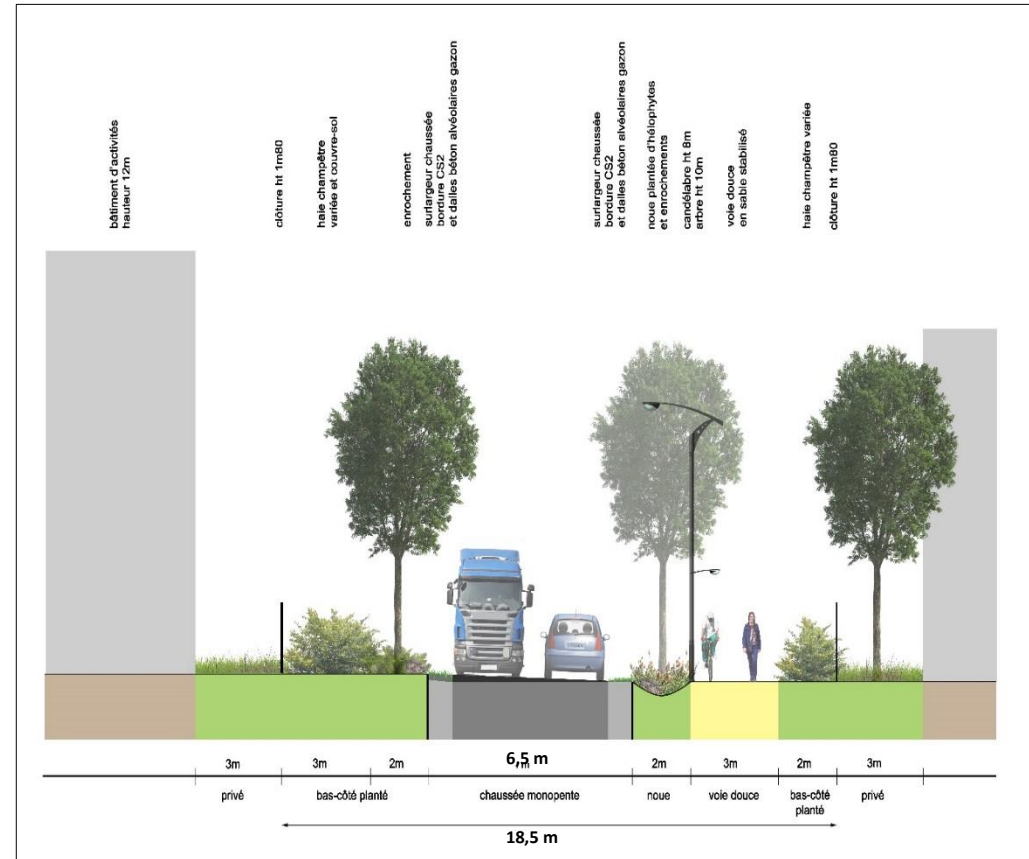 bâtiment d'activités
hauteur 12m
clôture ht 1m80
haie champêtre
variée et couvre-sol
enrochement
surlargeur chaussée
bordure CS2
et dalles béton alvéolaires gazon
surlargeur chaussée
bordure CS2
et dalles béton alvéolaires gazon
noue plantée d'hélophytes
et enrochements
candélabre ht 8m
arbre ht 10m
voie douce
en sable stabilisé
haie champêtre variée
clôture ht 1m80
3m
3m
2m
6,5 m
2m
3m
2m
3m
privé
bas-côté planté
chaussée monopente
noue
voie douce
bas-côté
planté
privé
18,5 m